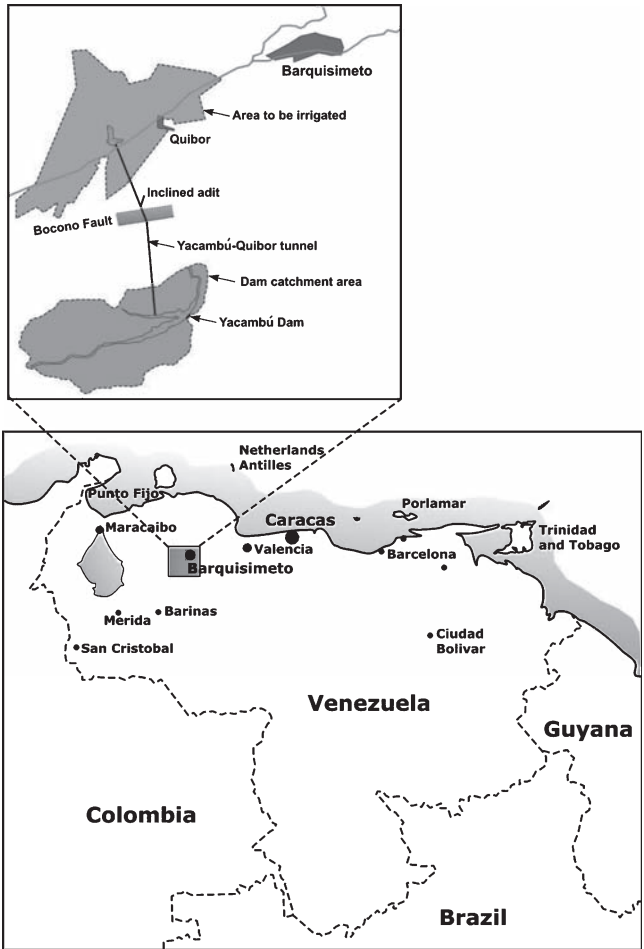 Barquisimeto
Area to be irrigated
Quibor
Inclined adit
Bocono Fault
Yacambú-Quibor tunnel
Dam catchment area
Yacambú Dam
Netherlands
Antilles
Punto Fijo
Porlamar
Maracaibo
Caracas
Trinidad
and Tobago
Valencia
Barcelona
Barquisimeto
Merida
Barinas
Ciudad
Bolivar
San Cristobal
Venezuela
Guyana
Colombia
Brazil